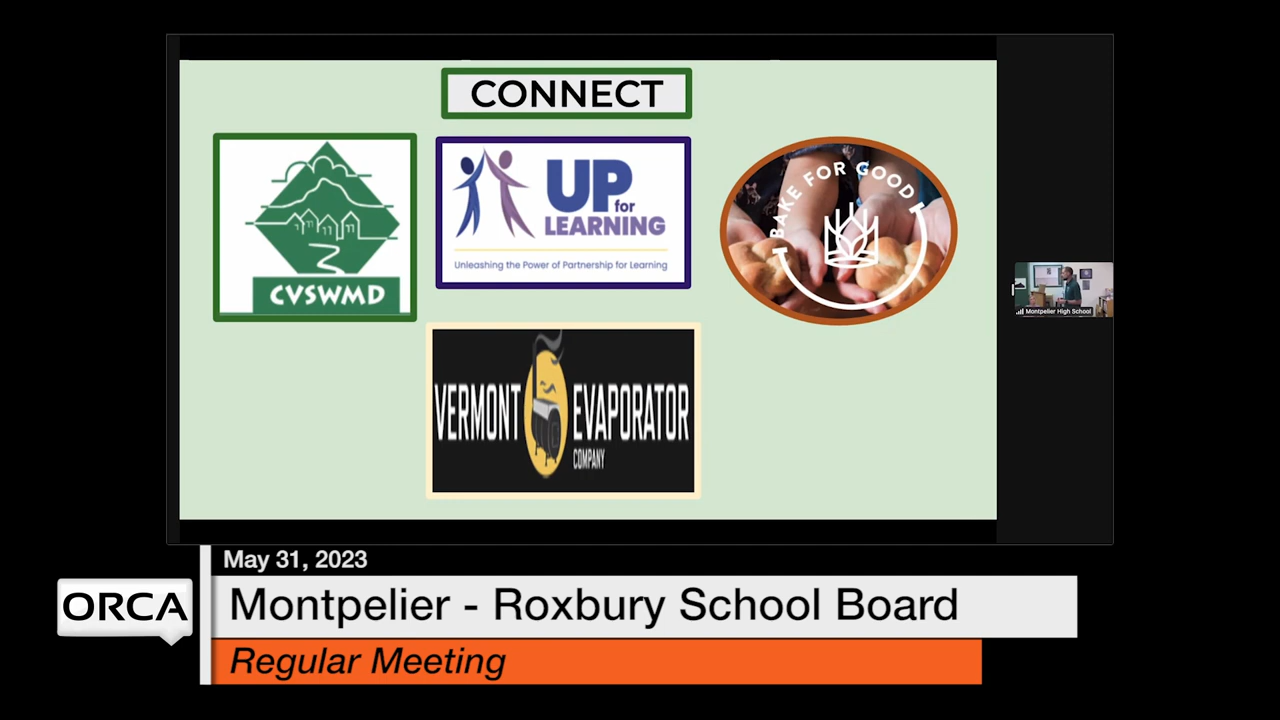 CONNECT
CVSWMD
UP
for
LEARNING
Unleashing the Power of Partnership for Learning
BAKE FOR GOOD
VERMONT EVAPORATOR
COMPANY
Montpelier High School
May 31, 2023
ORCA
Montpelier - Roxbury School Board
Regular Meeting